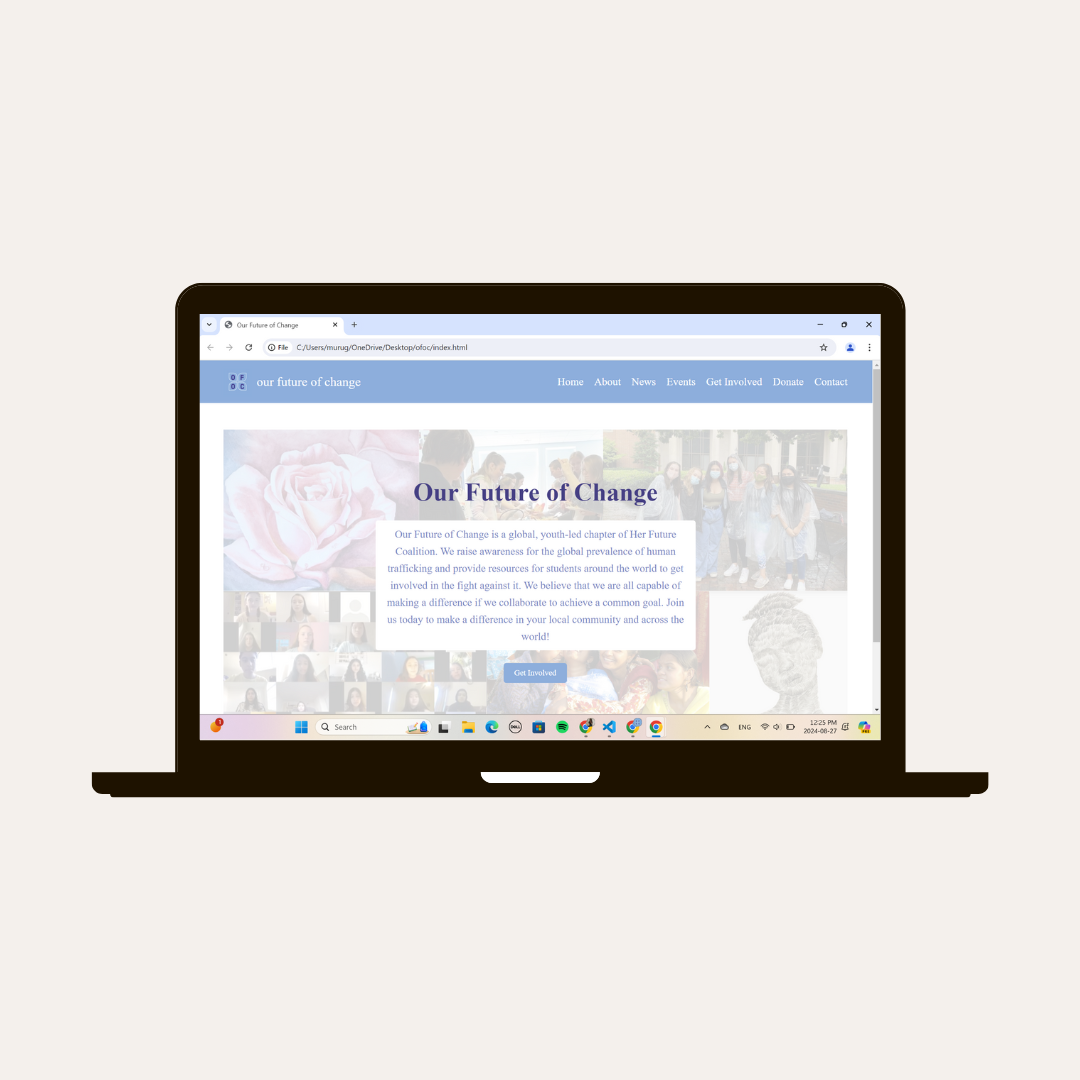 Our Future of Change
File C:/Users/murug/OneDrive/Desktop/ofoc/index.html
O F
O C
our future of change
Home About News Events Get Involved Donate Contact
Our Future of Change
Our Future of Change is a global, youth-led chapter of Her Future
Coalition. We raise awareness for the global prevalence of human
trafficking and provide resources for students around the world to get
involved in the fight against it. We believe that we are all capable of
making a difference if we collaborate to achieve a common goal. Join
us today to make a difference in your local community and across the
world!
Get Involved
1
Search
DELL
ENG
12:25 PM
2024-08-27
PRE